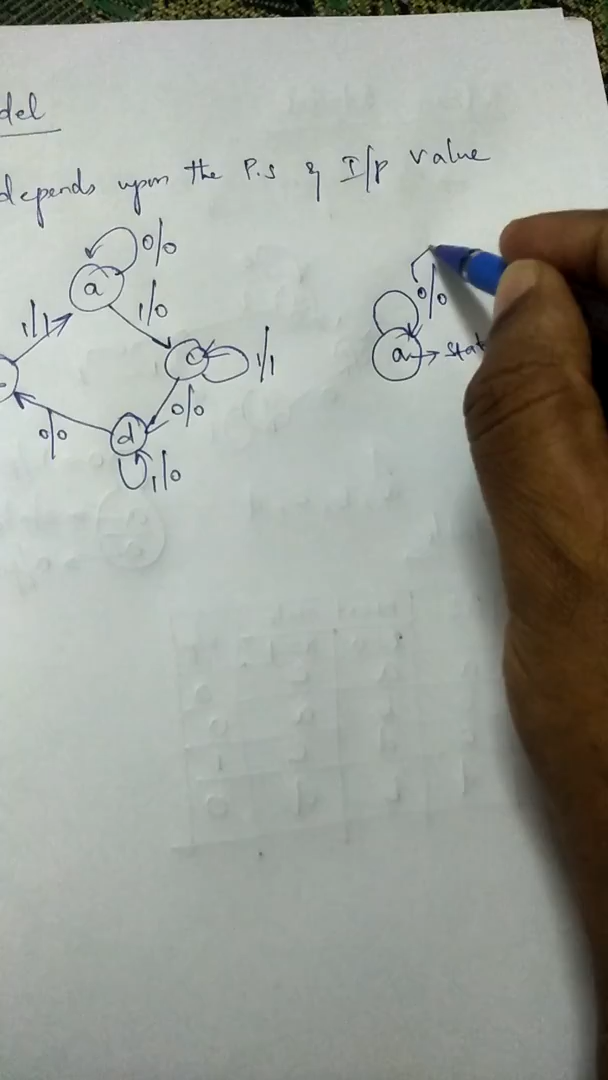 del
depends upon the P.s & I/p value
0/0
a
1/1
1/0
0/0
c
1/1
a → stat
0/0
d
0/0
1/0